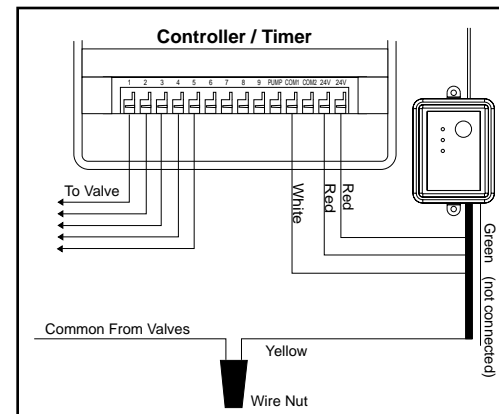 Controller / Timer
1 2 3 4 5 6 7 8 9 PUMP COM1 COM2 24V 24V
To Valve
White
Red
Red
Green (not connected)
Common From Valves
Yellow
Wire Nut